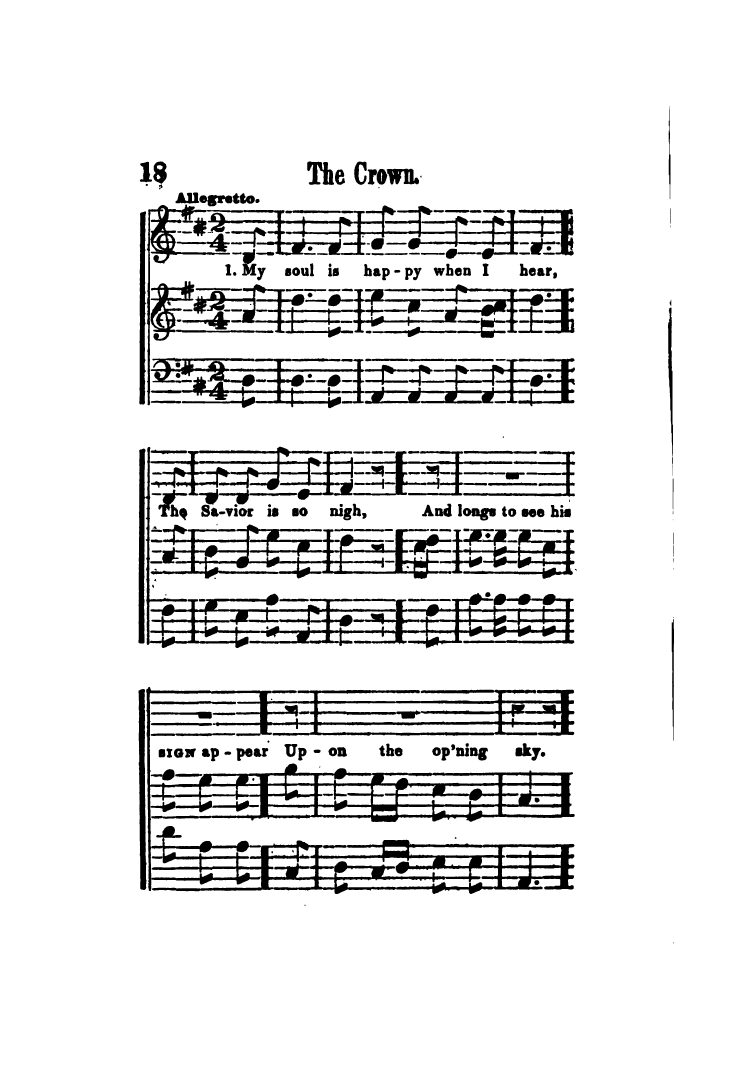 18 The Crown.
Allegretto.
1. My soul is hap - py when I hear,
The Sa-vior is so nigh, And longs to see his
SIGN ap - pear Up - on the op'ning sky.